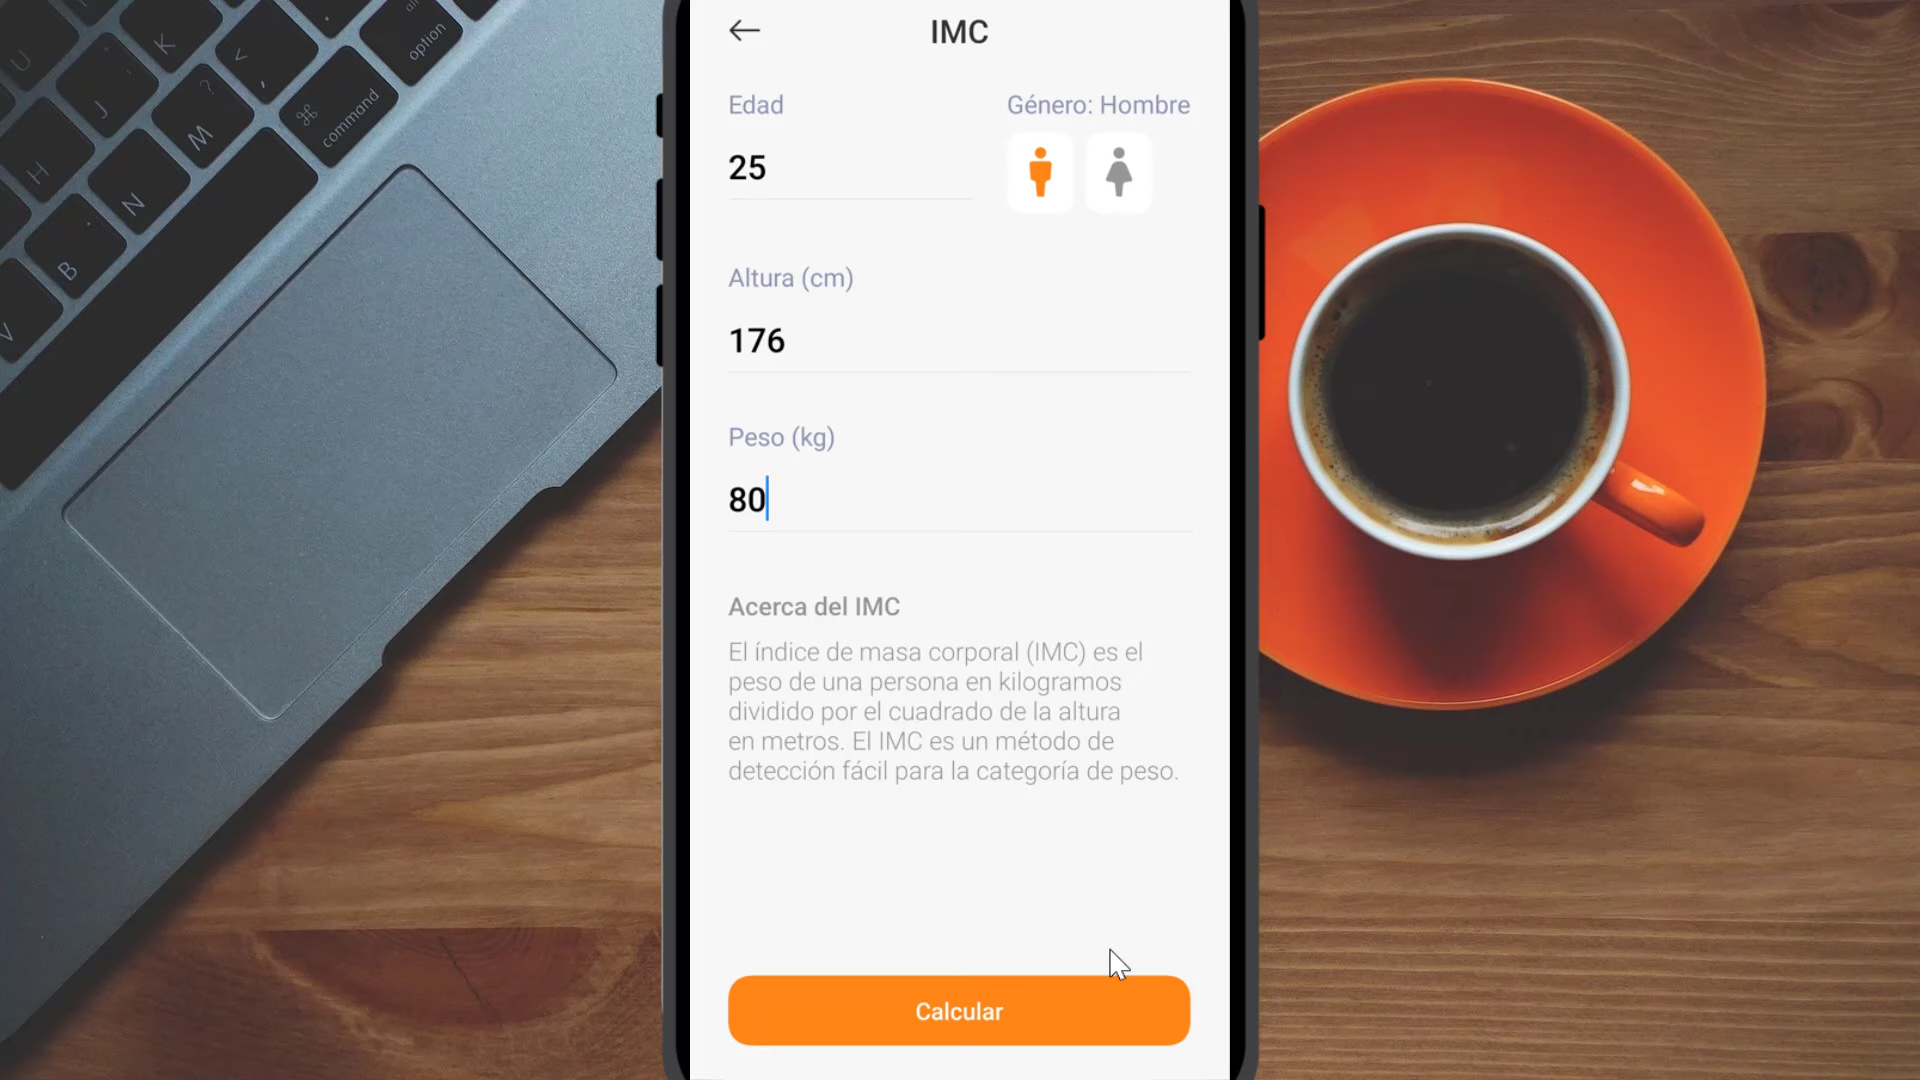 IMC
Edad
Género: Hombre
25
Altura (cm)
176
Peso (kg)
80
Acerca del IMC
El índice de masa corporal (IMC) es el
peso de una persona en kilogramos
dividido por el cuadrado de la altura
en metros. El IMC es un método de
detección fácil para la categoría de peso.
Calcular
U
K
<
,
option
J
?
M
⌘
command
H
N
B
V